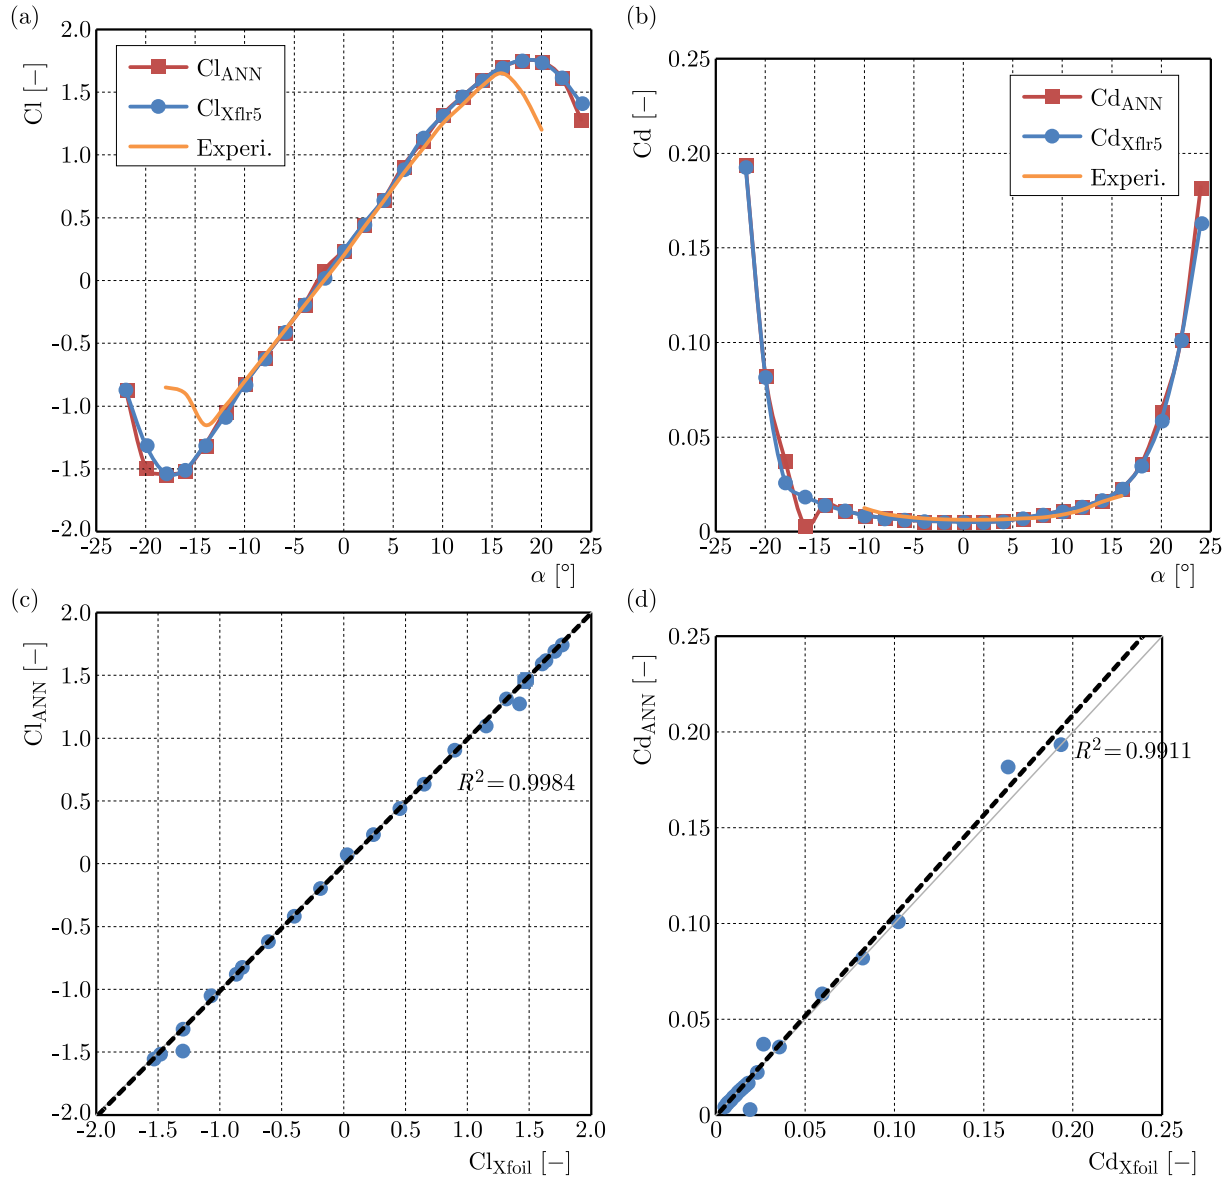 (a)
Cl [−]
2.0
1.5
1.0
0.5
0
-0.5
-1.0
-1.5
-2.0
Cl_ANN
Cl_Xflr5
Experi.
-25 -20 -15 -10 -5 0 5 10 15 20 25
α [°]
(b)
Cd [−]
0.25
0.20
0.15
0.10
0.05
0
Cd_ANN
Cd_Xflr5
Experi.
-25 -20 -15 -10 -5 0 5 10 15 20 25
α [°]
(c)
Cl_ANN [−]
2.0
1.5
1.0
0.5
0
-0.5
-1.0
-1.5
-2.0
R²=0.9984
-2.0 -1.5 -1.0 -0.5 0 0.5 1.0 1.5 2.0
Cl_Xfoil [−]
(d)
Cd_ANN [−]
0.25
0.20
0.15
0.10
0.05
0
R²=0.9911
0 0.05 0.10 0.15 0.20 0.25
Cd_Xfoil [−]